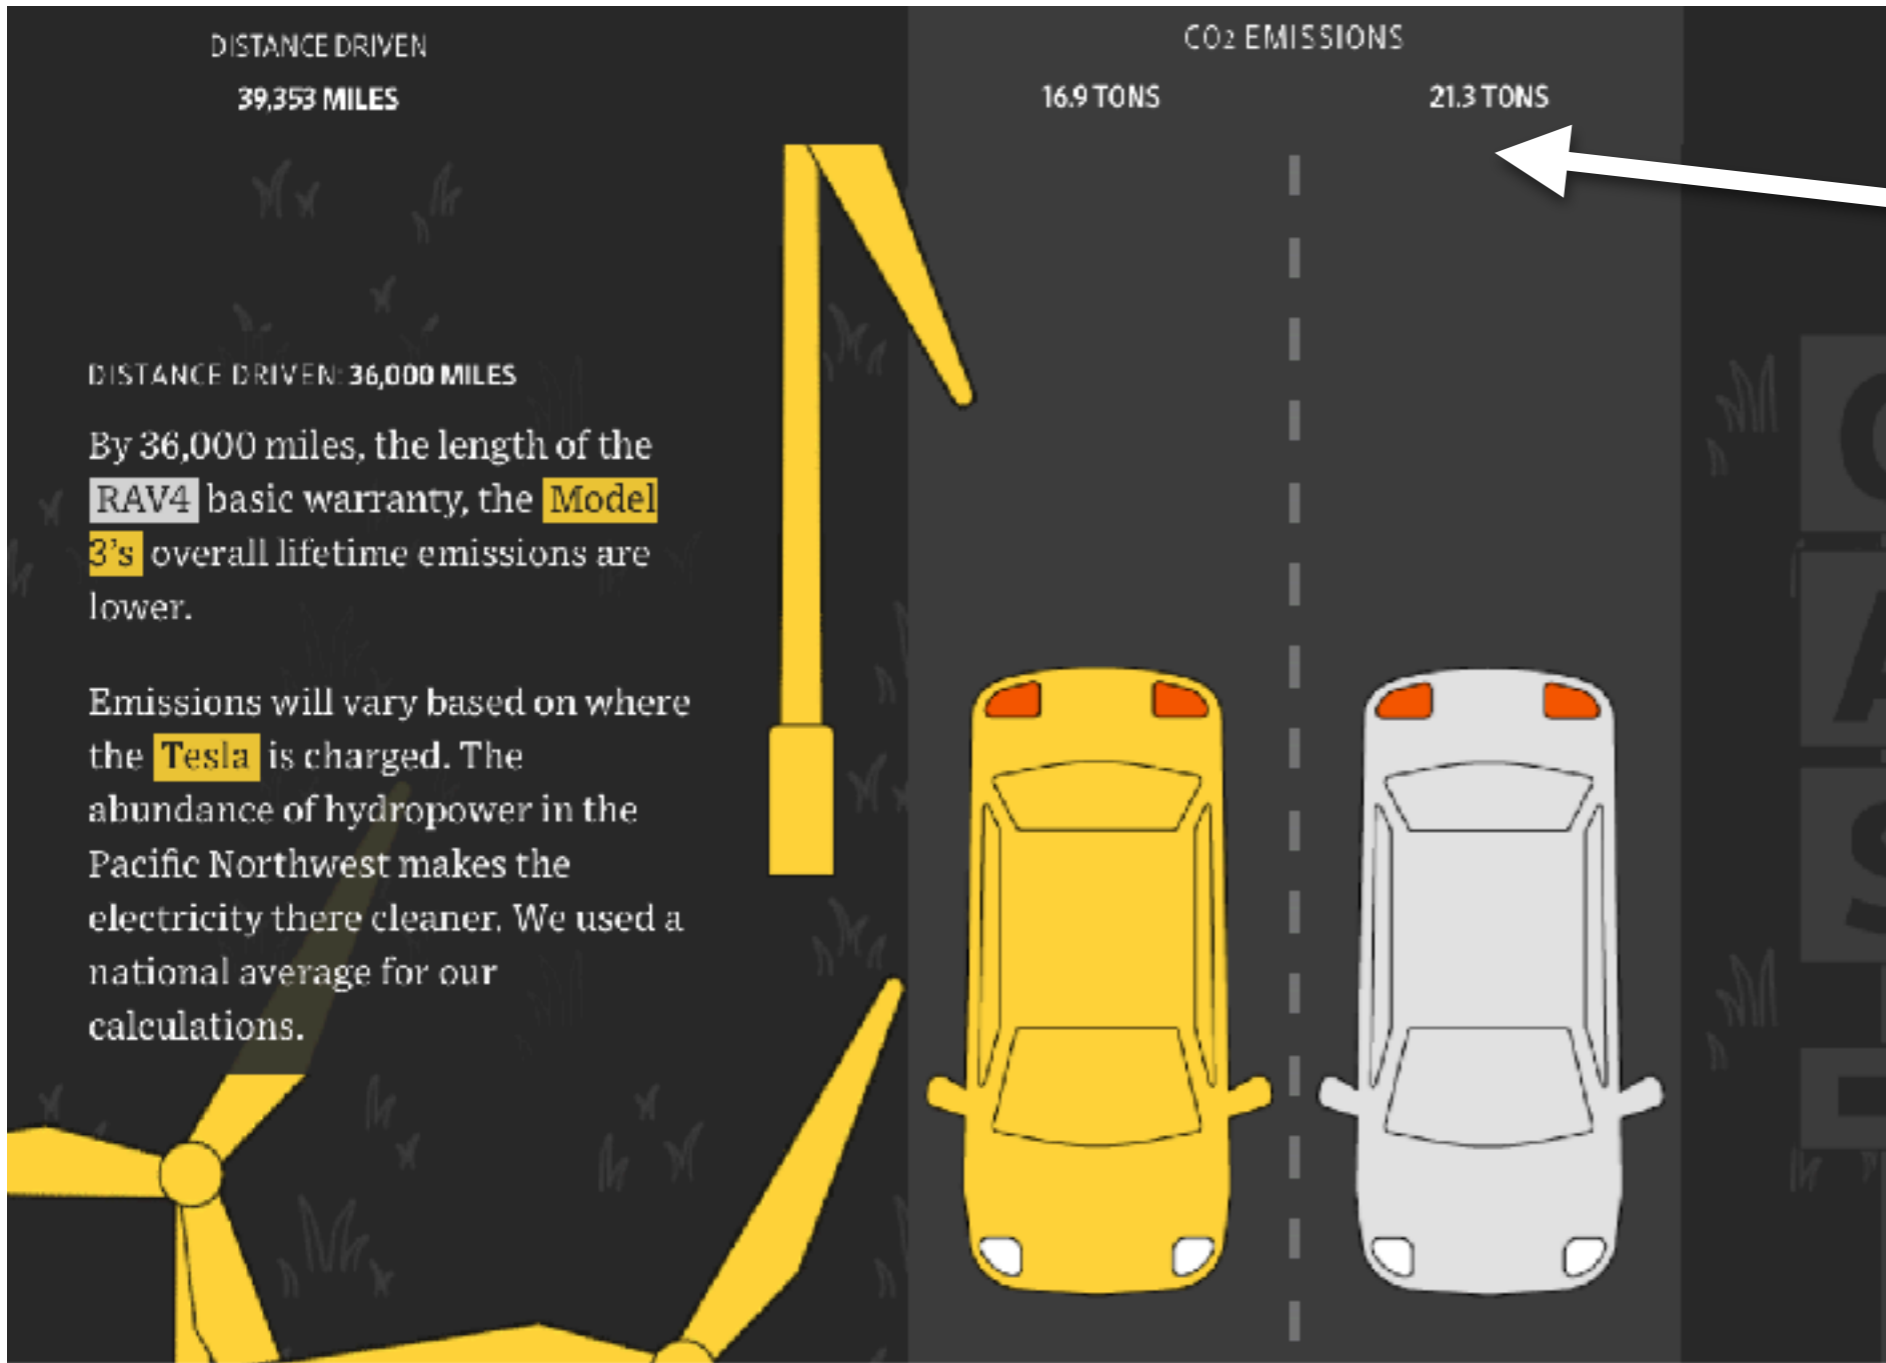 DISTANCE DRIVEN
39,353 MILES
CO2 EMISSIONS
16.9 TONS
21.3 TONS
DISTANCE DRIVEN: 36,000 MILES
By 36,000 miles, the length of the
RAV4 basic warranty, the Model
3’s overall lifetime emissions are
lower.
Emissions will vary based on where
the Tesla is charged. The
abundance of hydropower in the
Pacific Northwest makes the
electricity there cleaner. We used a
national average for our
calculations.